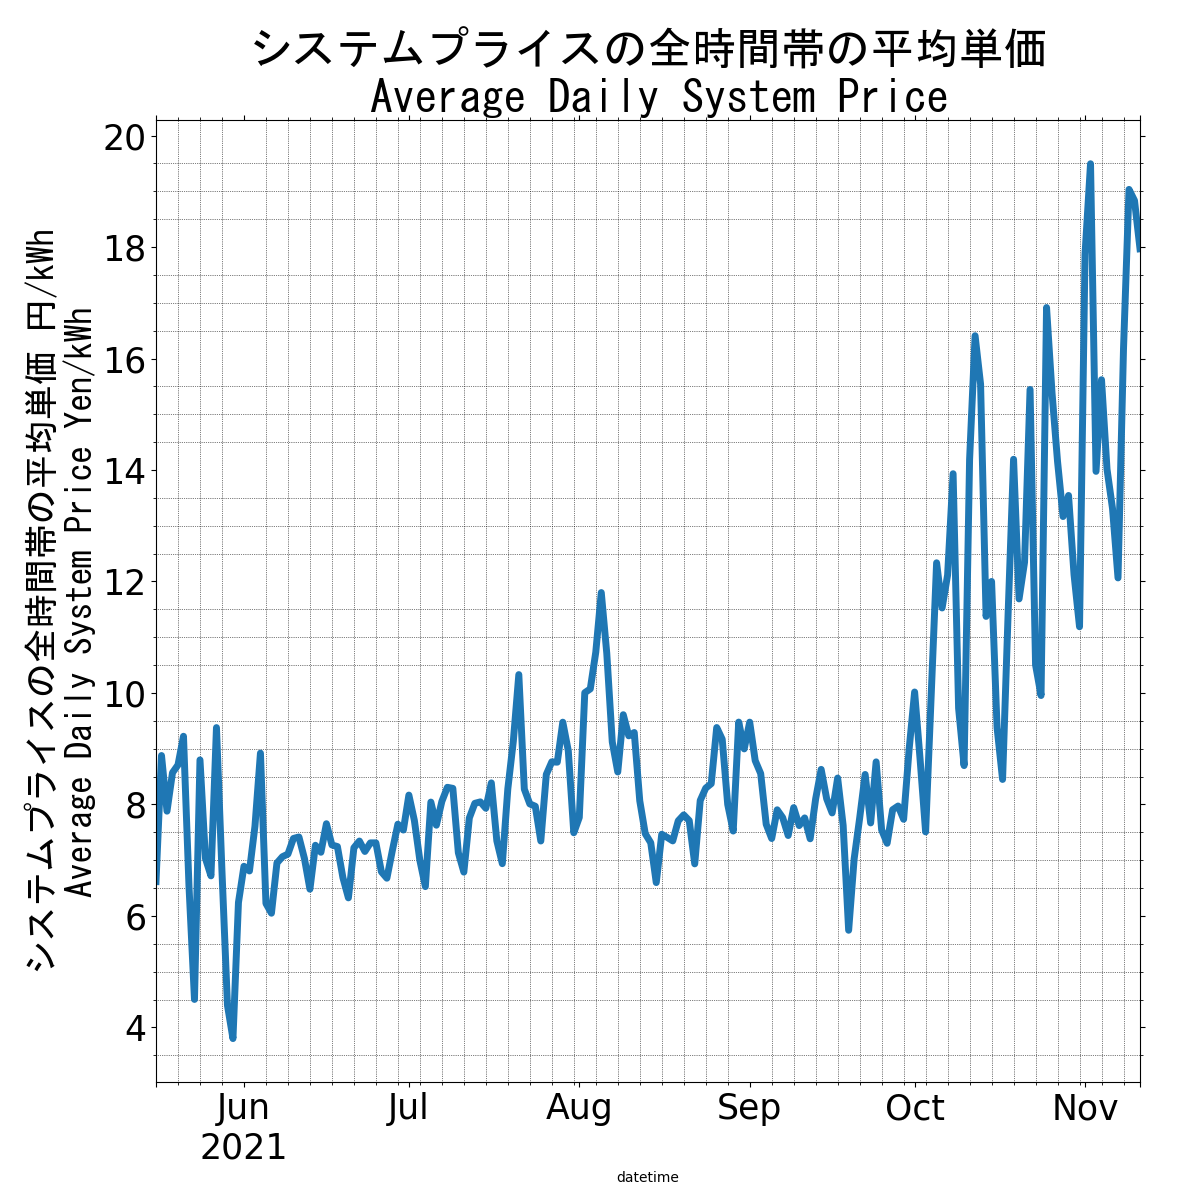 システムプライスの全時間帯の平均単価
Average Daily System Price
システムプライスの全時間帯の平均単価 円/kWh
Average Daily System Price Yen/kWh
20
18
16
14
12
10
8
6
4
Jun
2021
Jul
Aug
Sep
Oct
Nov
datetime